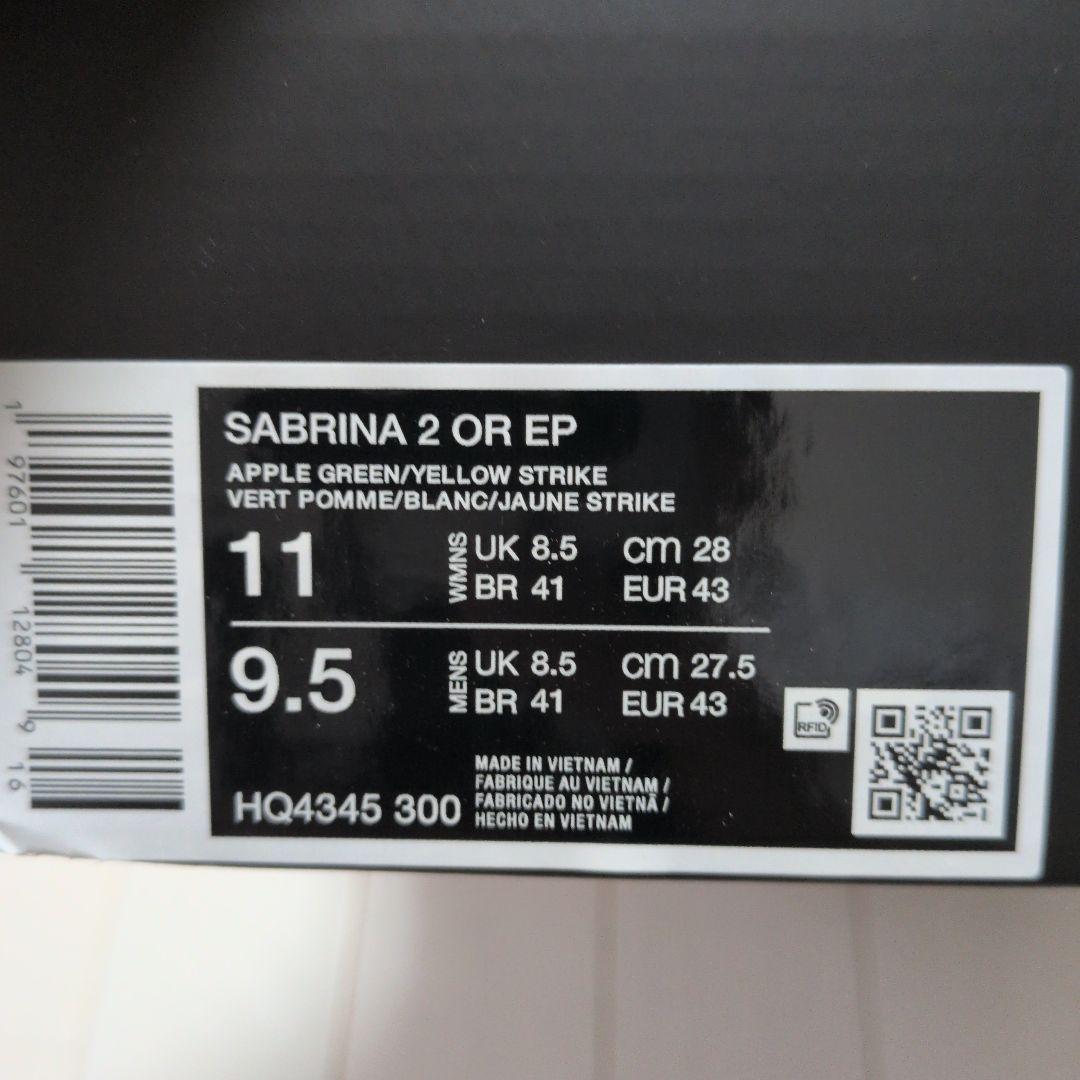 SABRINA 2 OR EP
APPLE GREEN/YELLOW STRIKE
VERT POMME/BLANC/JAUNE STRIKE
11 WMNS UK 8.5 cm 28
BR 41 EUR 43
9.5 MENS UK 8.5 cm 27.5
BR 41 EUR 43
RFID
MADE IN VIETNAM /
FABRIQUE AU VIETNAM /
FABRICADO NO VIETNÃ /
HECHO EN VIETNAM
HQ4345 300
1 97601 12804 9 16